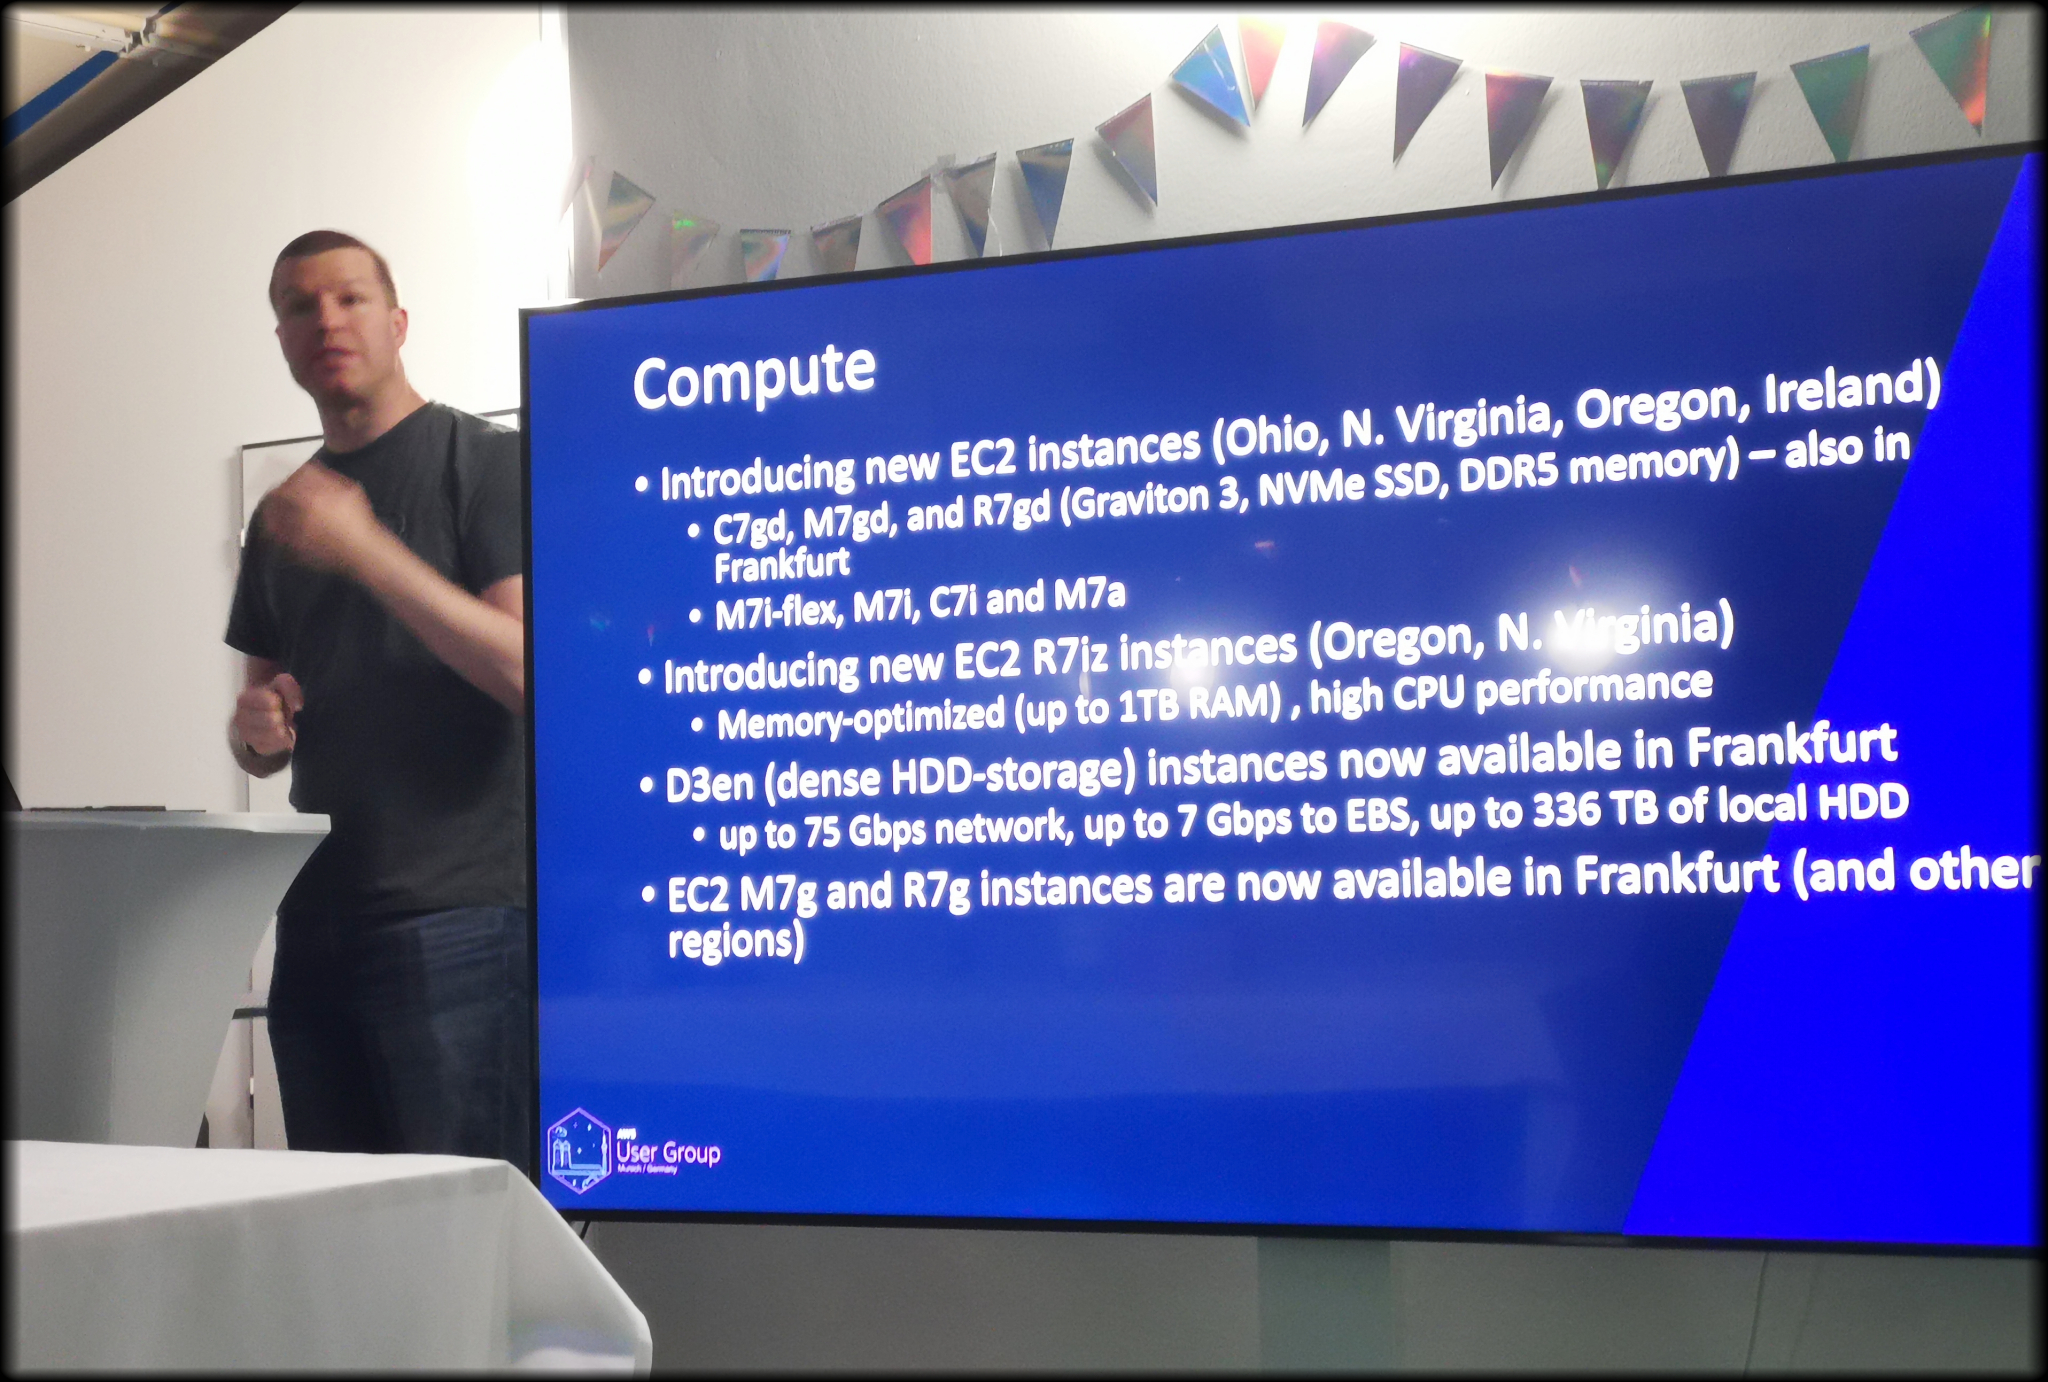 Compute
• Introducing new EC2 instances (Ohio, N. Virginia, Oregon, Ireland)
• C7gd, M7gd, and R7gd (Graviton 3, NVMe SSD, DDR5 memory) – also in
Frankfurt
• M7i-flex, M7i, C7i and M7a
• Introducing new EC2 R7iz instances (Oregon, N. Virginia)
• Memory-optimized (up to 1TB RAM) , high CPU performance
• D3en (dense HDD-storage) instances now available in Frankfurt
• up to 75 Gbps network, up to 7 Gbps to EBS, up to 336 TB of local HDD
• EC2 M7g and R7g instances are now available in Frankfurt (and other
regions)
AWS
User Group
Munich / Germany